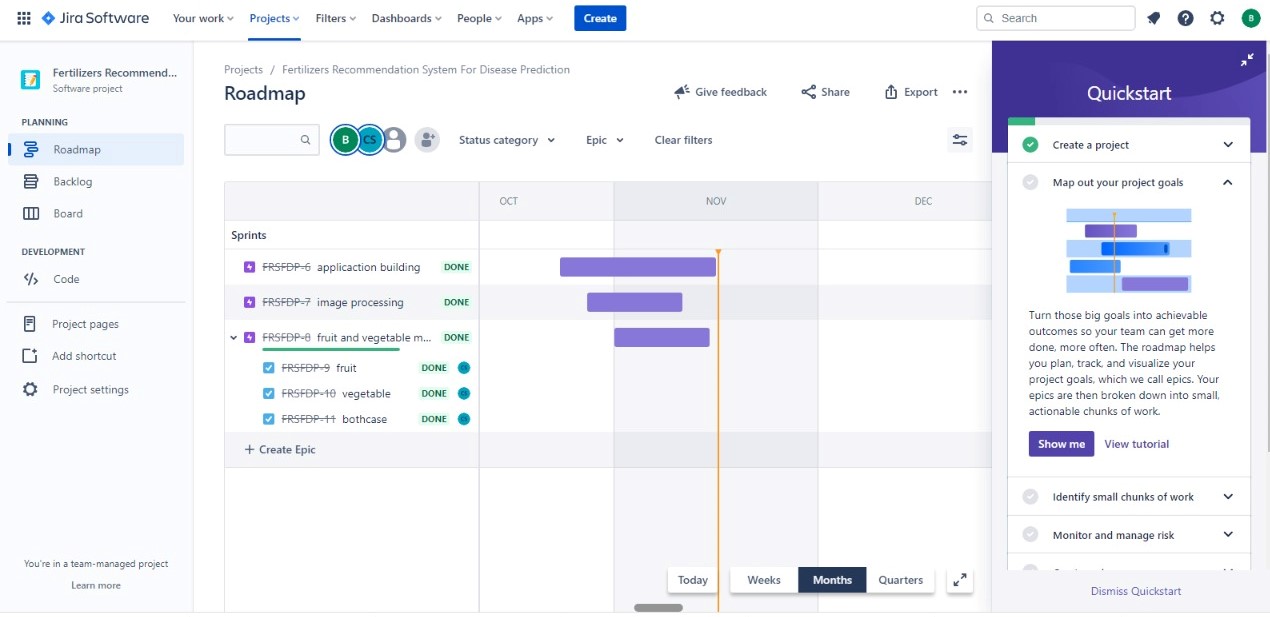 Jira Software Your work Projects Filters Dashboards People Apps Create Search B
Fertilizers Recommend...
Software project
PLANNING
Roadmap
Backlog
Board
DEVELOPMENT
Code
Project pages
Add shortcut
Project settings
You're in a team-managed project
Learn more
Projects / Fertilizers Recommendation System For Disease Prediction
Roadmap
Give feedback Share Export
B CS Status category Epic Clear filters
OCT NOV DEC
Sprints
FRSFDP-6 applicaction building DONE
FRSFDP-7 image processing DONE
FRSFDP-8 fruit and vegetable m... DONE
FRSFDP-9 fruit DONE
FRSFDP-10 vegetable DONE
FRSFDP-11 bothcase DONE
+ Create Epic
Today Weeks Months Quarters
Quickstart
Create a project
Map out your project goals
Turn those big goals into achievable
outcomes so your team can get more
done, more often. The roadmap helps
you plan, track, and visualize your
project goals, which we call epics. Your
epics are then broken down into small,
actionable chunks of work.
Show me View tutorial
Identify small chunks of work
Monitor and manage risk
Dismiss Quickstart